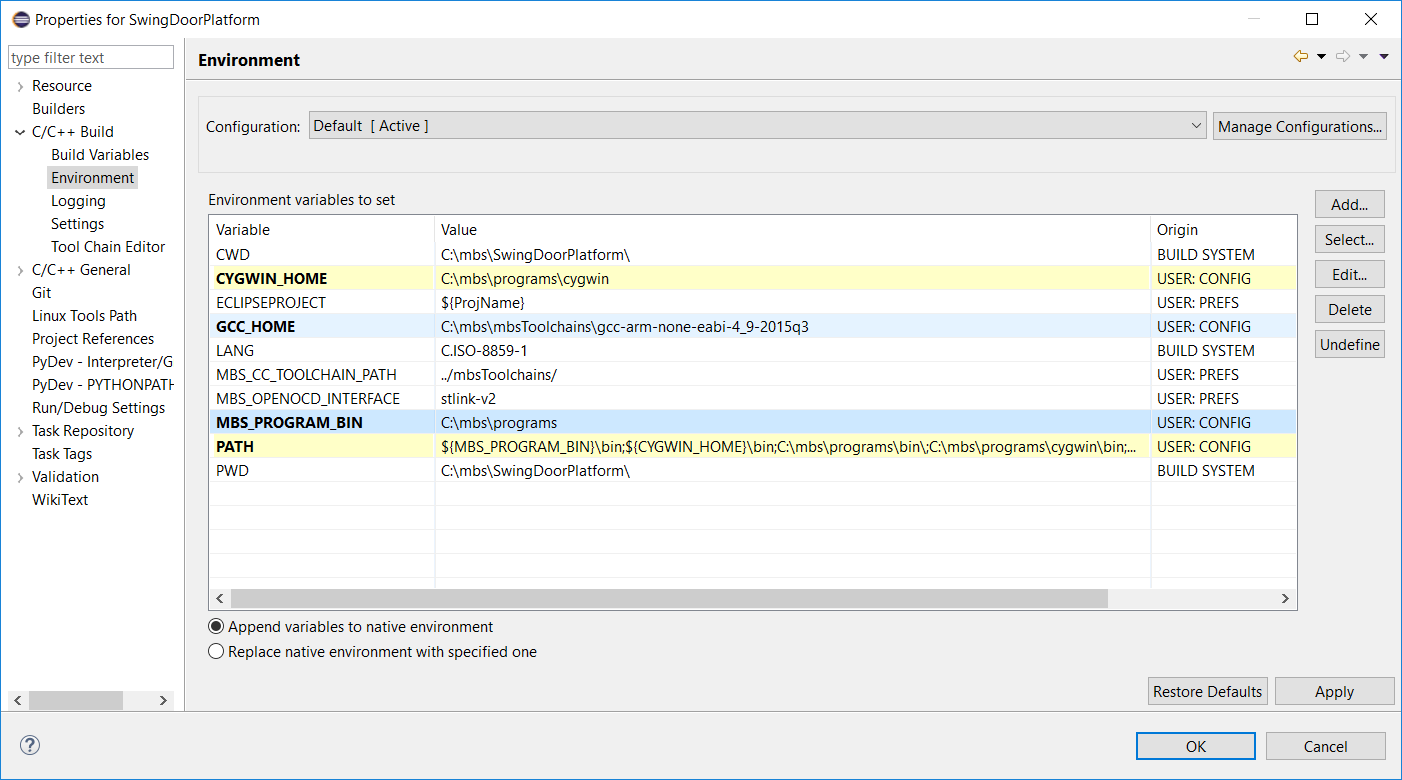 Properties for SwingDoorPlatform
type filter text
Resource
Builders
C/C++ Build
Build Variables
Environment
Logging
Settings
Tool Chain Editor
C/C++ General
Git
Linux Tools Path
Project References
PyDev - Interpreter/G
PyDev - PYTHONPATH
Run/Debug Settings
Task Repository
Task Tags
Validation
WikiText
Environment
Configuration: Default [ Active ] Manage Configurations...
Environment variables to set
Variable Value Origin
CWD C:\mbs\SwingDoorPlatform\ BUILD SYSTEM
CYGWIN_HOME C:\mbs\programs\cygwin USER: CONFIG
ECLIPSEPROJECT ${ProjName} USER: PREFS
GCC_HOME C:\mbs\mbsToolchains\gcc-arm-none-eabi-4_9-2015q3 USER: CONFIG
LANG C.ISO-8859-1 BUILD SYSTEM
MBS_CC_TOOLCHAIN_PATH ../mbsToolchains/ USER: PREFS
MBS_OPENOCD_INTERFACE stlink-v2 USER: PREFS
MBS_PROGRAM_BIN C:\mbs\programs USER: CONFIG
PATH ${MBS_PROGRAM_BIN}\bin;${CYGWIN_HOME}\bin;C:\mbs\programs\bin\;C:\mbs\programs\cygwin\bin;... USER: CONFIG
PWD C:\mbs\SwingDoorPlatform\ BUILD SYSTEM
Add...
Select...
Edit...
Delete
Undefine
Append variables to native environment
Replace native environment with specified one
Restore Defaults Apply
? OK Cancel